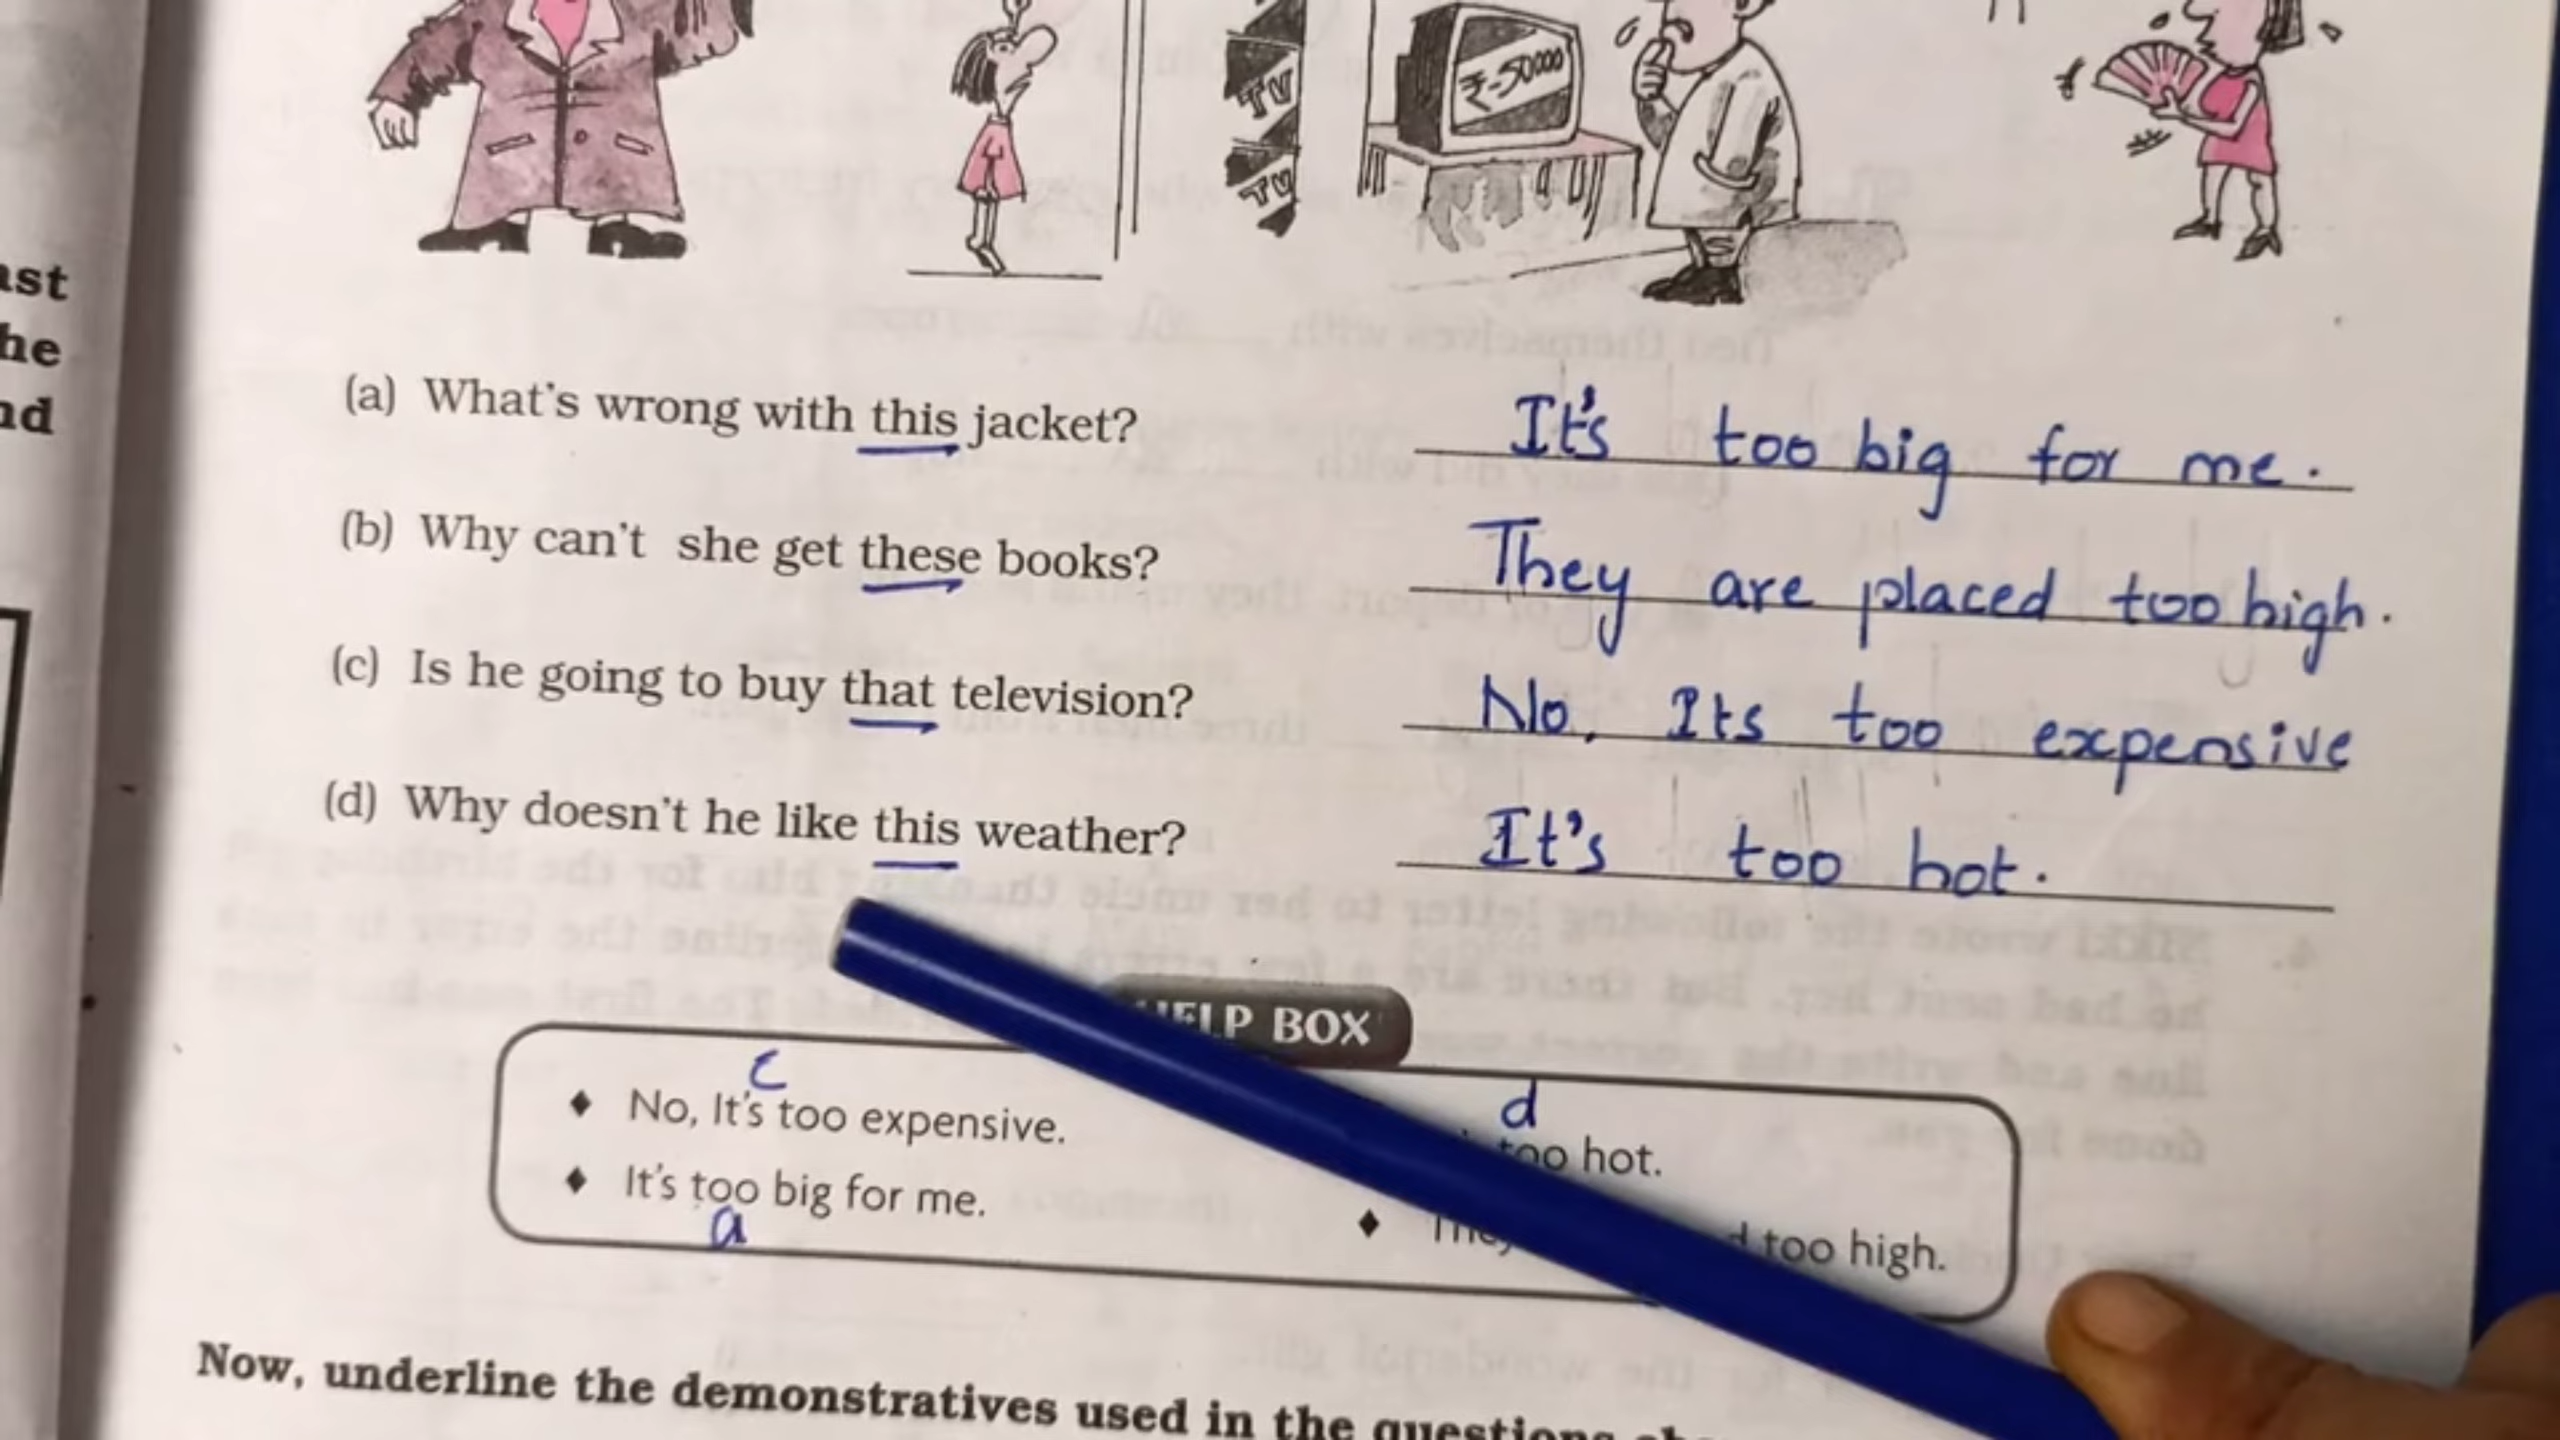 TV
TV
₹-50000
ast
he
nd
(a) What's wrong with this jacket? It's too big for me.
(b) Why can't she get these books? They are placed too high.
(c) Is he going to buy that television? No, Its too expensive
(d) Why doesn't he like this weather? It's too hot.
HELP BOX
c
♦ No, It's too expensive.
d
too hot.
♦ It's too big for me.
a
♦ They too high.
Now, underline the demonstratives used in the questions